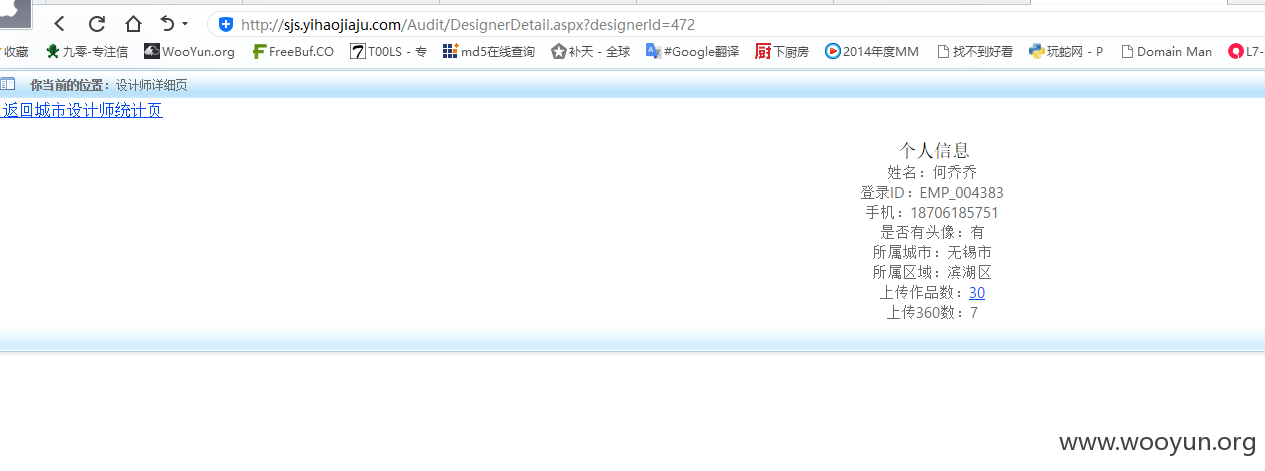 http://sjs.yihaojiaju.com/Audit/DesignerDetail.aspx?designerId=472
收藏 九零-专注信 WooYun.org FreeBuf.CO T00LS - 专 md5在线查询 补天 - 全球 #Google翻译 下厨房 2014年度MM 找不到好看 玩蛇网 - P Domain Man L7-
你当前的位置：设计师详细页
返回城市设计师统计页
个人信息
姓名：何乔乔
登录ID：EMP_004383
手机：18706185751
是否有头像：有
所属城市：无锡市
所属区域：滨湖区
上传作品数：30
上传360数：7
www.wooyun.org